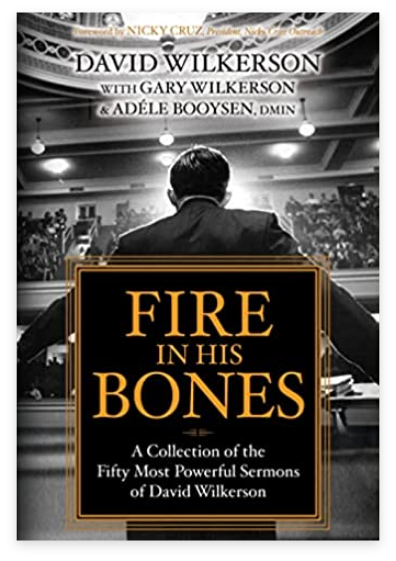 Foreword by NICKY CRUZ, President, Nicky Cruz Outreach
DAVID WILKERSON
WITH GARY WILKERSON
& ADÉLE BOOYSEN, DMIN
FIRE
IN HIS
BONES
A Collection of the
Fifty Most Powerful Sermons
of David Wilkerson